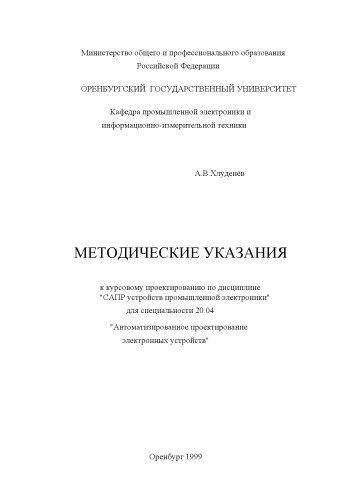 Министерство общего и профессионального образования
Российской Федерации
ОРЕНБУРГСКИЙ ГОСУДАРСТВЕННЫЙ УНИВЕРСИТЕТ
Кафедра промышленной электроники и
информационно-измерительной техники
А.В.Хлуденёв
МЕТОДИЧЕСКИЕ УКАЗАНИЯ
к курсовому проектированию по дисциплине
"САПР устройств промышленной электроники"
для специальности 20.04
"Автоматизированное проектирование
электронных устройств"
Оренбург 1999